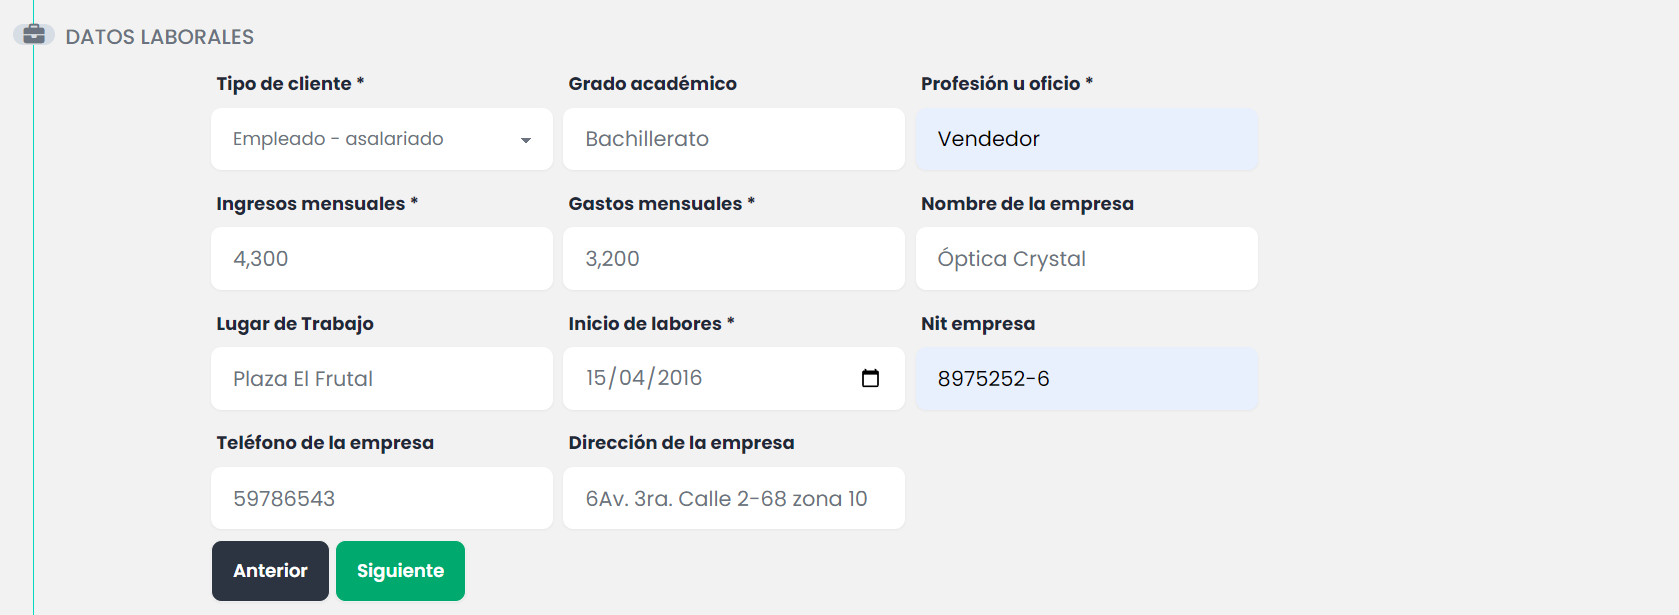 DATOS LABORALES
Tipo de cliente * Grado académico Profesión u oficio *
Empleado - asalariado Bachillerato Vendedor
Ingresos mensuales * Gastos mensuales * Nombre de la empresa
4,300 3,200 Óptica Crystal
Lugar de Trabajo Inicio de labores * Nit empresa
Plaza El Frutal 15/04/2016 8975252-6
Teléfono de la empresa Dirección de la empresa
59786543 6Av. 3ra. Calle 2-68 zona 10
Anterior Siguiente